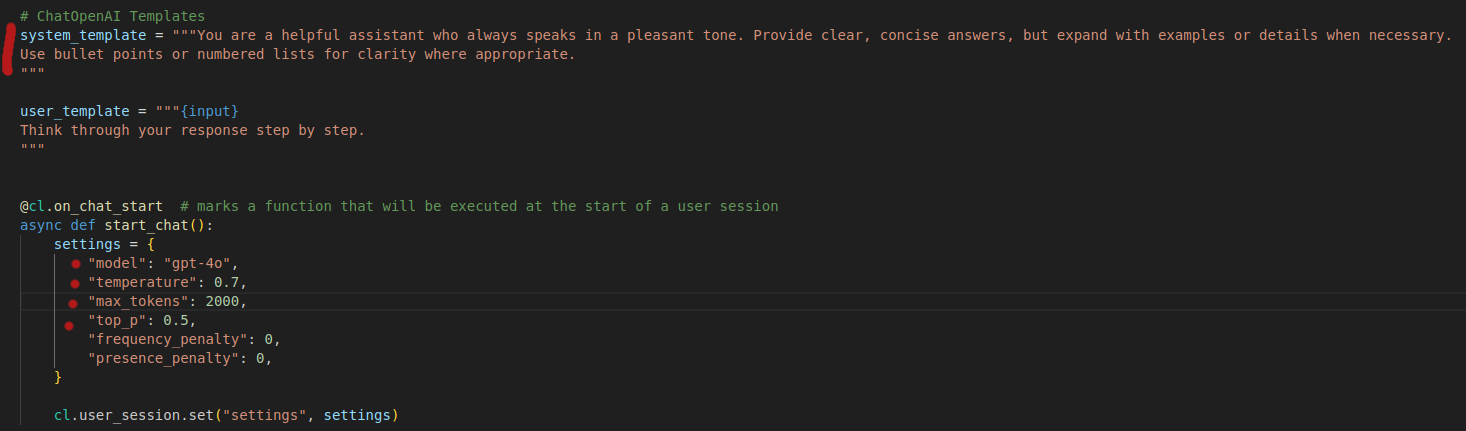 # ChatOpenAI Templates
system_template = """You are a helpful assistant who always speaks in a pleasant tone. Provide clear, concise answers, but expand with examples or details when necessary.
Use bullet points or numbered lists for clarity where appropriate.
"""
user_template = """{input}
Think through your response step by step.
"""
@cl.on_chat_start  # marks a function that will be executed at the start of a user session
async def start_chat():
    settings = {
        "model": "gpt-4o",
        "temperature": 0.7,
        "max_tokens": 2000,
        "top_p": 0.5,
        "frequency_penalty": 0,
        "presence_penalty": 0,
    }
    cl.user_session.set("settings", settings)